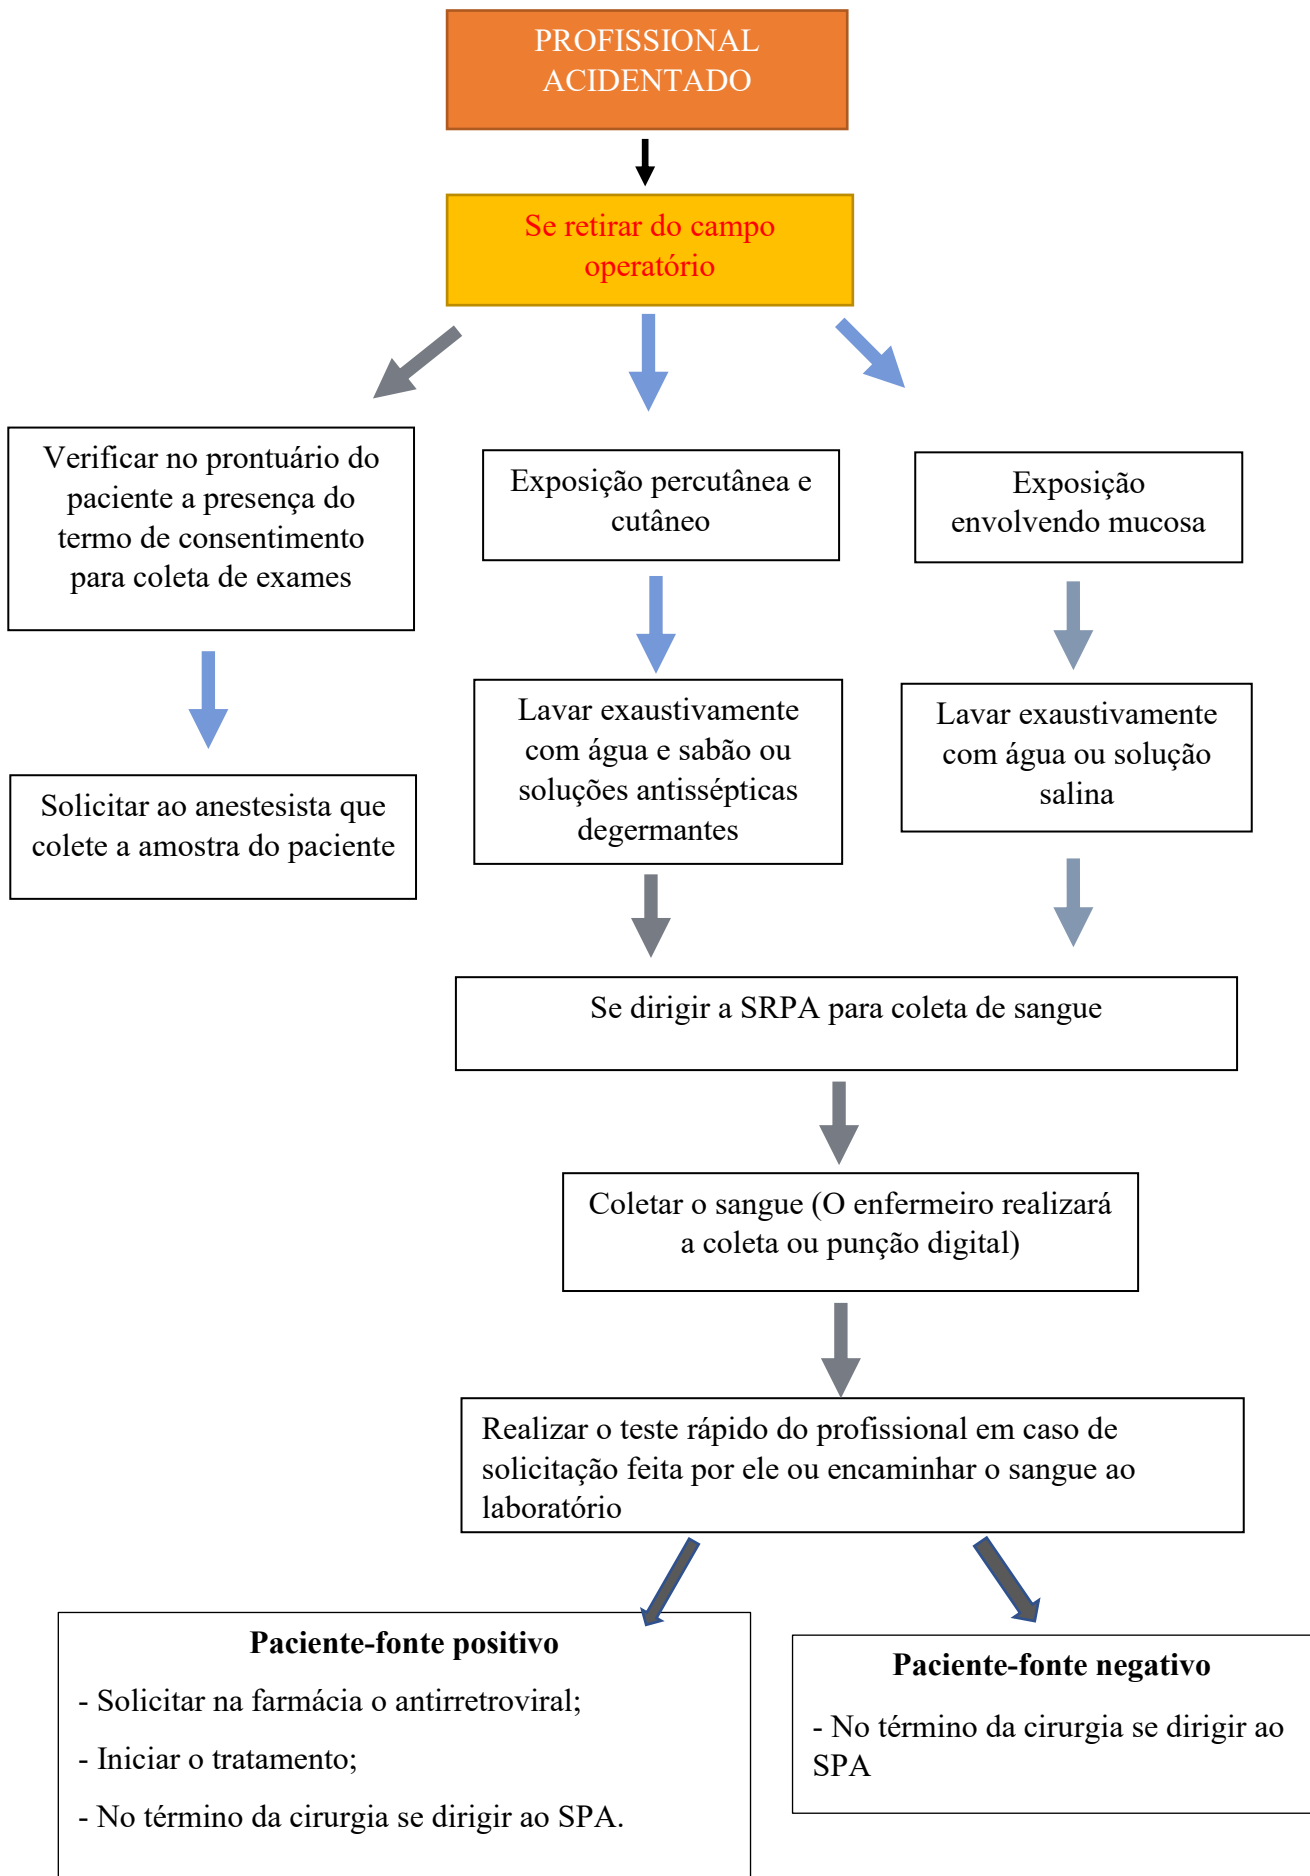 PROFISSIONAL
ACIDENTADO
Se retirar do campo
operatório
Verificar no prontuário do
paciente a presença do
termo de consentimento
para coleta de exames
Solicitar ao anestesista que
colete a amostra do paciente
Exposição percutânea e
cutâneo
Lavar exaustivamente
com água e sabão ou
soluções antissépticas
degermantes
Exposição
envolvendo mucosa
Lavar exaustivamente
com água ou solução
salina
Se dirigir a SRPA para coleta de sangue
Coletar o sangue (O enfermeiro realizará
a coleta ou punção digital)
Realizar o teste rápido do profissional em caso de
solicitação feita por ele ou encaminhar o sangue ao
laboratório
Paciente-fonte positivo
- Solicitar na farmácia o antirretroviral;
- Iniciar o tratamento;
- No término da cirurgia se dirigir ao SPA.
Paciente-fonte negativo
- No término da cirurgia se dirigir ao
SPA